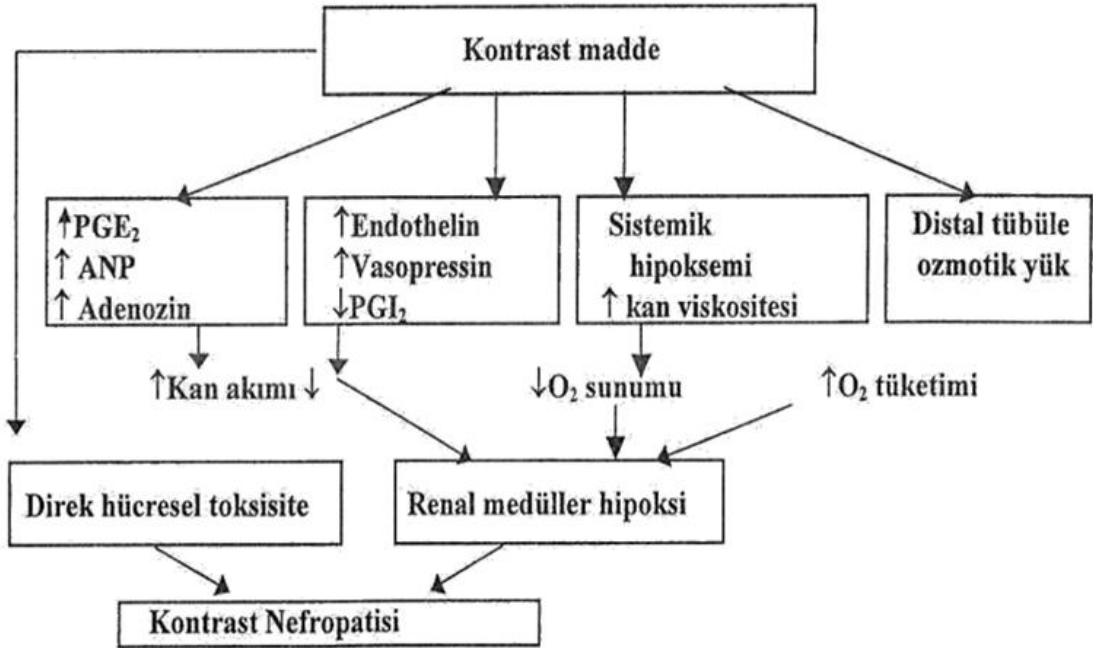 Kontrast madde
↑PGE₂
↑ ANP
↑ Adenozin
↑Endothelin
↑Vasopressin
↓PGI₂
Sistemik
hipoksemi
↑ kan viskositesi
Distal tübüle
ozmotik yük
↑Kan akımı ↓
↓O₂ sunumu
↑O₂ tüketimi
Direk hücresel toksisite
Renal medüller hipoksi
Kontrast Nefropatisi